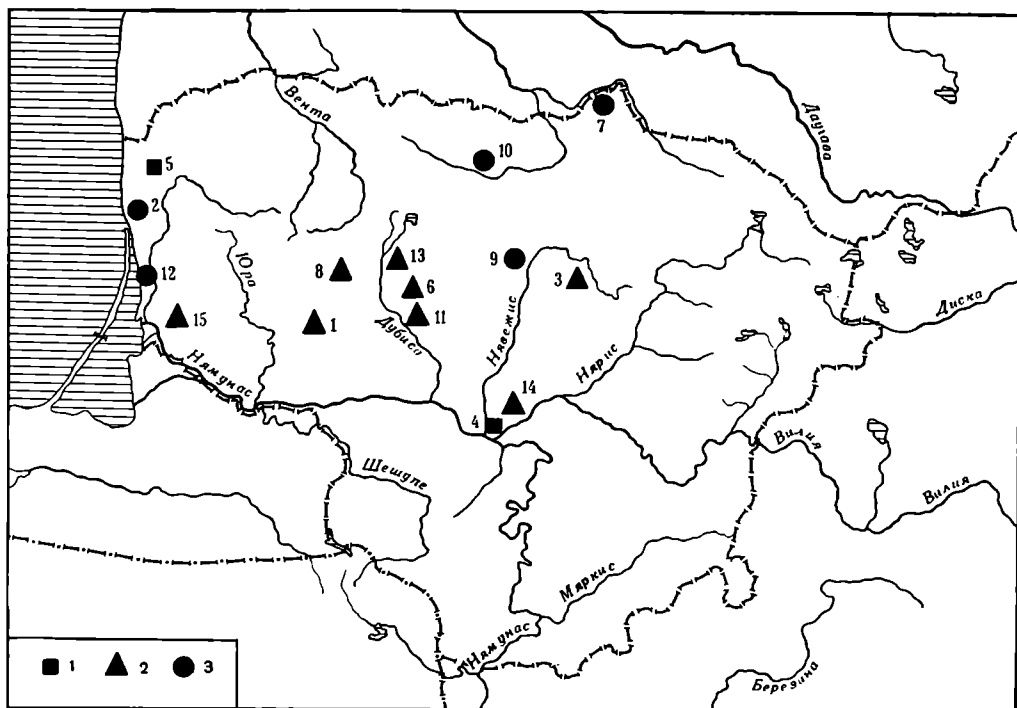 Вента
Даугава
7
10
5
2
Юра
8
13
9
3
6
12
11
15
1
Дубиса
Нявежис
Нярис
Диска
Нямунас
14
4
Вилия
Вилия
Шешупе
Мяркис
Нямунас
Березина
1 2 3